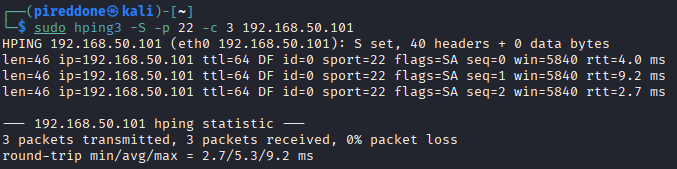 ┌──(pireddone㉿kali)-[~]
└─$ sudo hping3 -S -p 22 -c 3 192.168.50.101
HPING 192.168.50.101 (eth0 192.168.50.101): S set, 40 headers + 0 data bytes
len=46 ip=192.168.50.101 ttl=64 DF id=0 sport=22 flags=SA seq=0 win=5840 rtt=4.0 ms
len=46 ip=192.168.50.101 ttl=64 DF id=0 sport=22 flags=SA seq=1 win=5840 rtt=9.2 ms
len=46 ip=192.168.50.101 ttl=64 DF id=0 sport=22 flags=SA seq=2 win=5840 rtt=2.7 ms
--- 192.168.50.101 hping statistic ---
3 packets transmitted, 3 packets received, 0% packet loss
round-trip min/avg/max = 2.7/5.3/9.2 ms